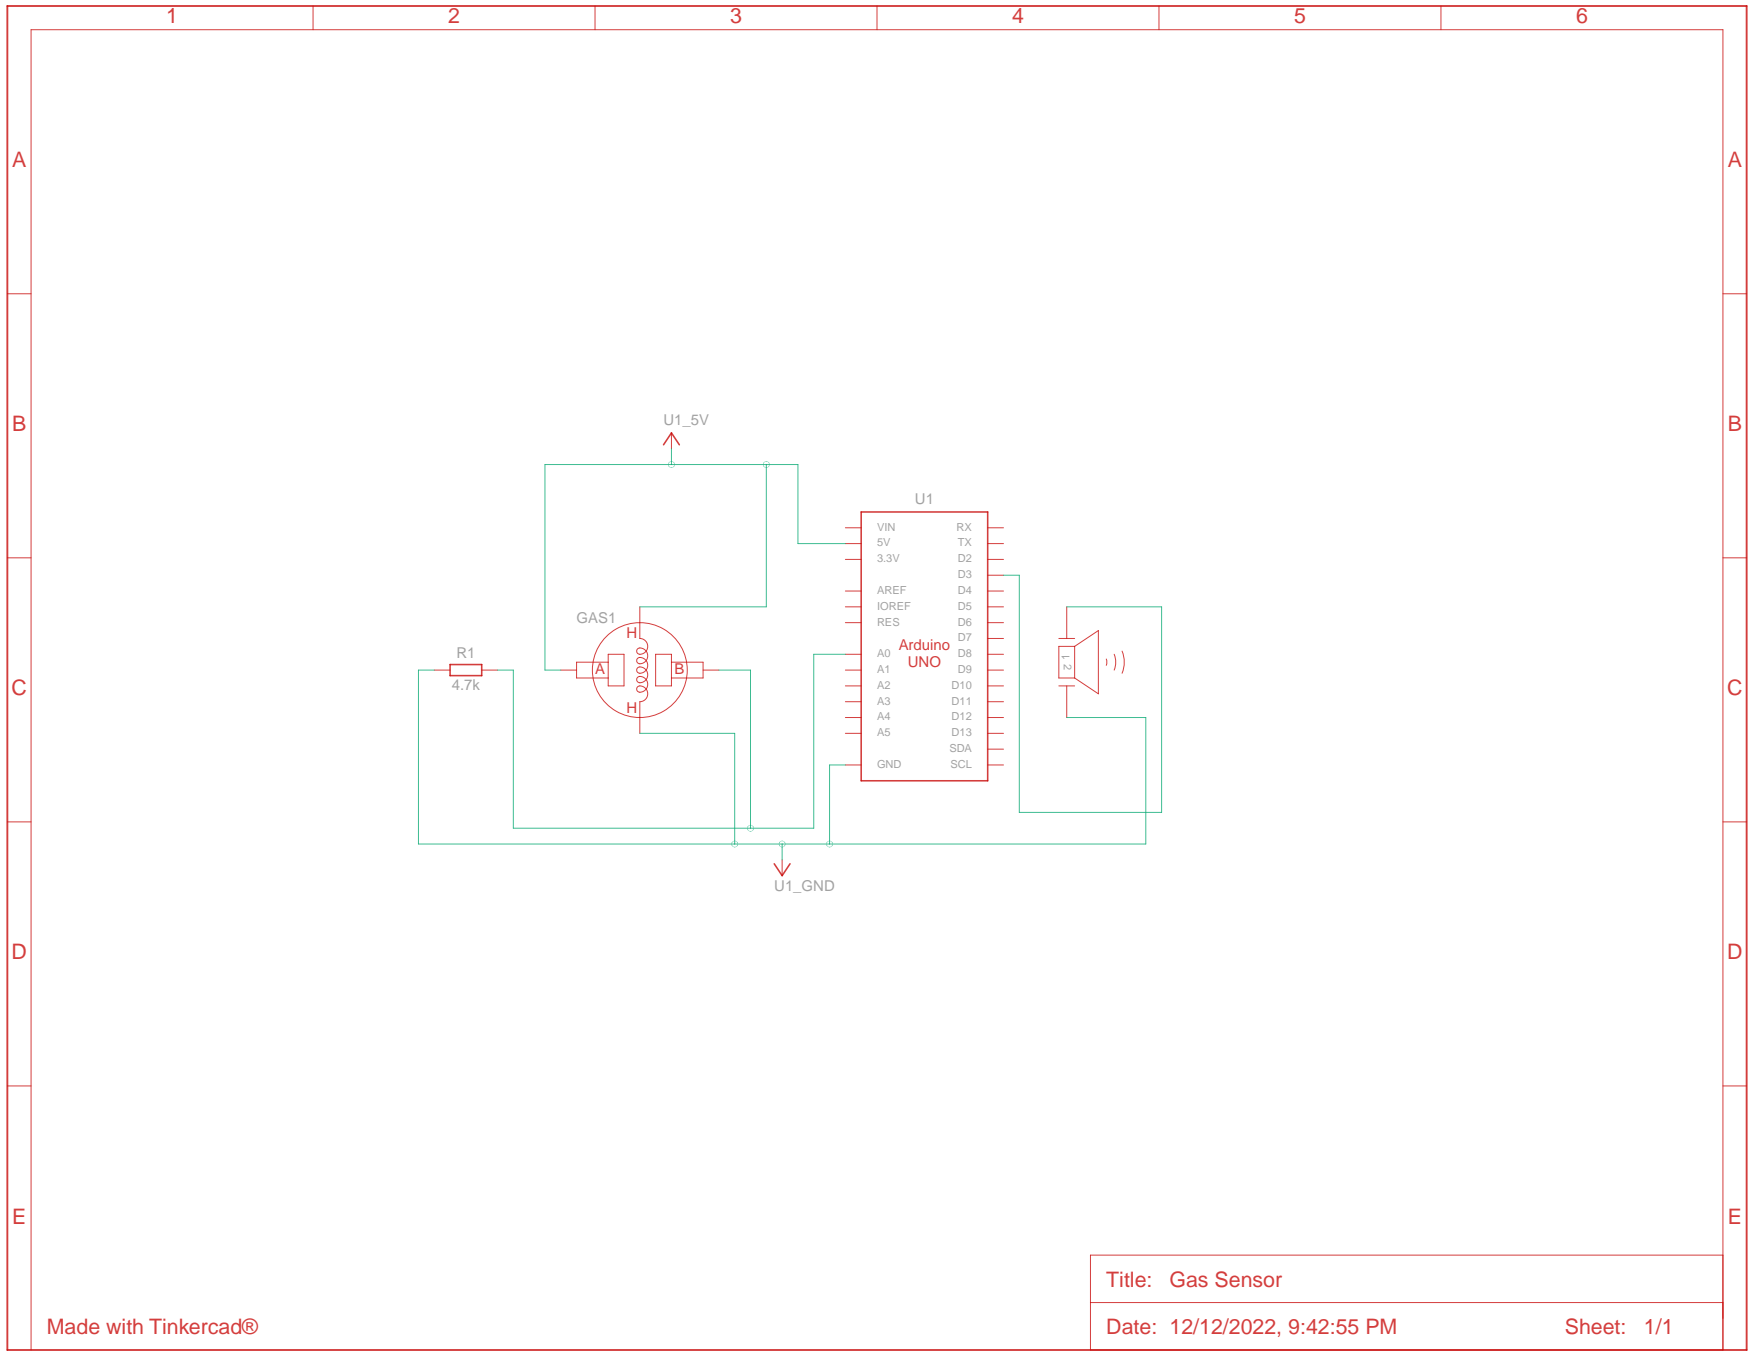 1 2 3 4 5 6
A A
B B
U1_5V
U1
VIN RX
5V TX
3.3V D2
D3
AREF D4
IOREF D5
RES D6
D7
A0 D8
A1 D9
A2 D10
A3 D11
A4 D12
A5 D13
SDA
GND SCL
Arduino
UNO
GAS1
H
A B
H
R1
4.7k
1 2
C C
U1_GND
D D
E E
Title: Gas Sensor
Made with Tinkercad®
Date: 12/12/2022, 9:42:55 PM Sheet: 1/1